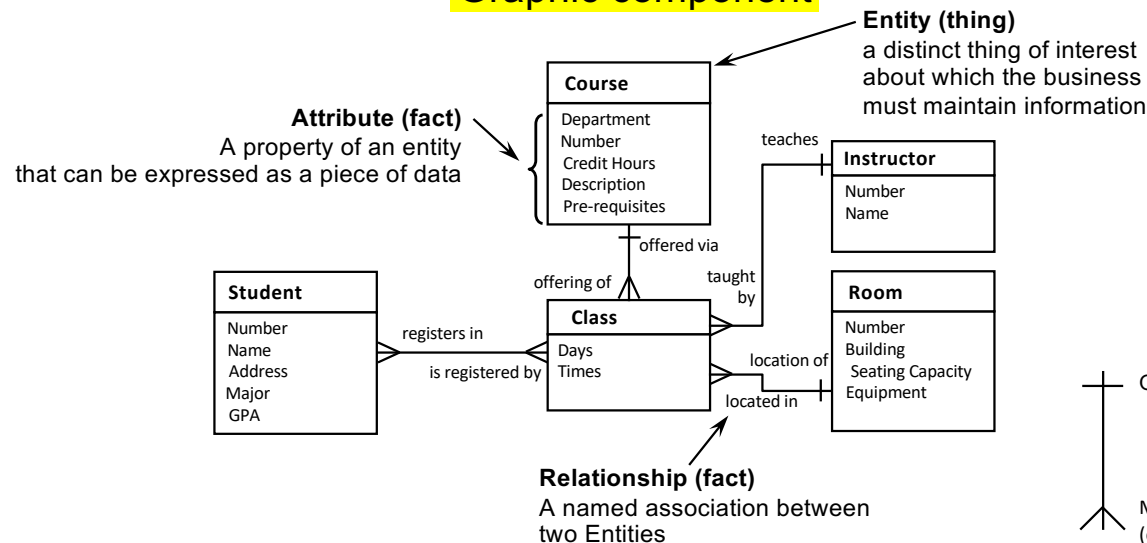 Graphic component
Entity (thing)
a distinct thing of interest
about which the business
must maintain information
Course
Department
Number
Credit Hours
Description
Pre-requisites
Attribute (fact)
A property of an entity
that can be expressed as a piece of data
teaches
Instructor
Number
Name
offered via
offering of
taught
by
Student
Number
Name
Address
Major
GPA
registers in
is registered by
Class
Days
Times
Room
Number
Building
Seating Capacity
Equipment
location of
located in
Relationship (fact)
A named association between
two Entities